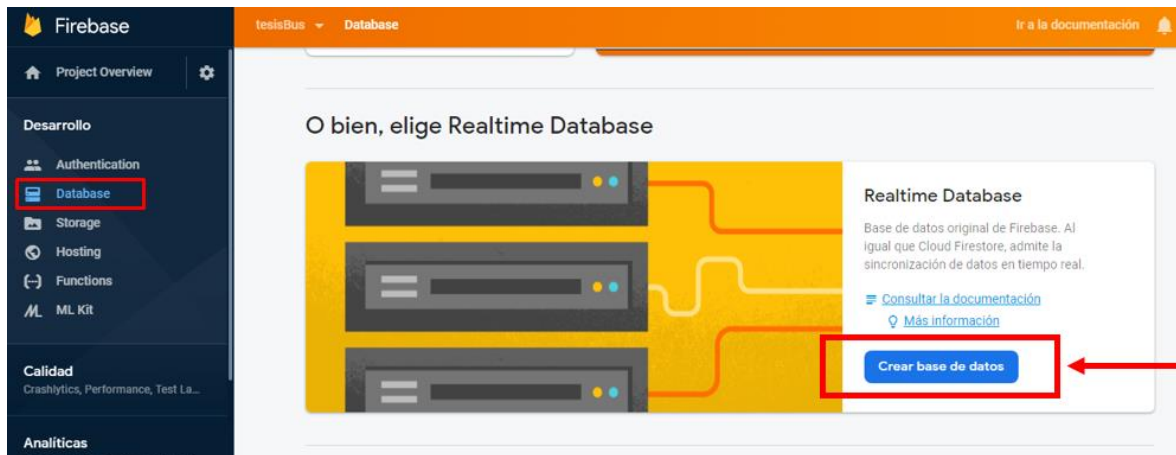 Firebase
tesisBus Database Ir a la documentación
Project Overview
Desarrollo
Authentication
Database
Storage
Hosting
Functions
ML Kit
Calidad
Crashlytics, Performance, Test La...
Analíticas
O bien, elige Realtime Database
Realtime Database
Base de datos original de Firebase. Al
igual que Cloud Firestore, admite la
sincronización de datos en tiempo real.
Consultar la documentación
Más información
Crear base de datos